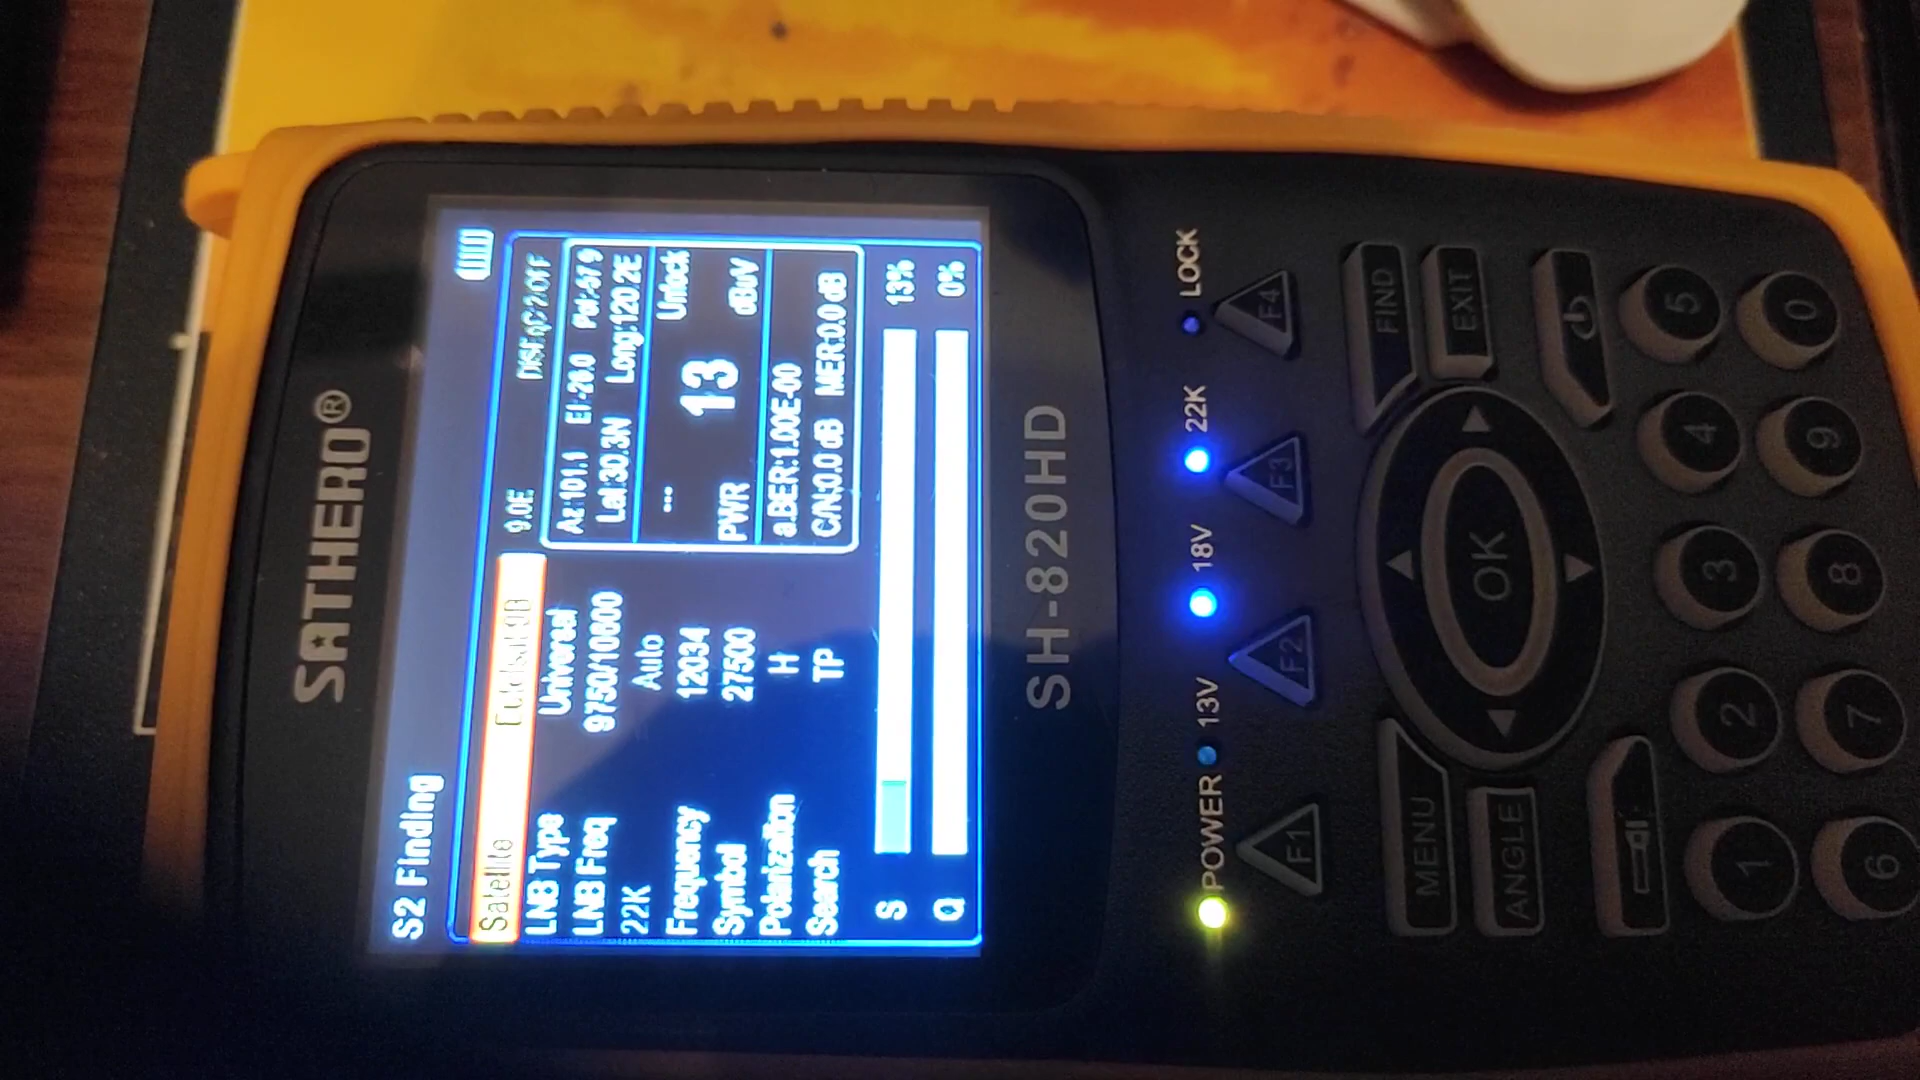 SATHERO®
S2 Finding
Satellite Eutelsat 9B 9.0E DISEqC?/OFF
LNB Type Universal
LNB Freq 9750/10600
22K Auto
Frequency 12034
Symbol 27500
Polarization H
Search TP
Az:101.1 El:-26.0 Pol:-57.9
Lat:30.3N Long:120.2E
--- Unlock
PWR 13 dBuV
a.BER:1.00E-00
C/N:0.0 dB MER:0.0 dB
S 13%
Q 0%
SH-820HD
POWER 13V 18V 22K LOCK
F1 F2 F3 F4
MENU FIND
ANGLE OK EXIT
1 2 3 4 5
6 7 8 9 0